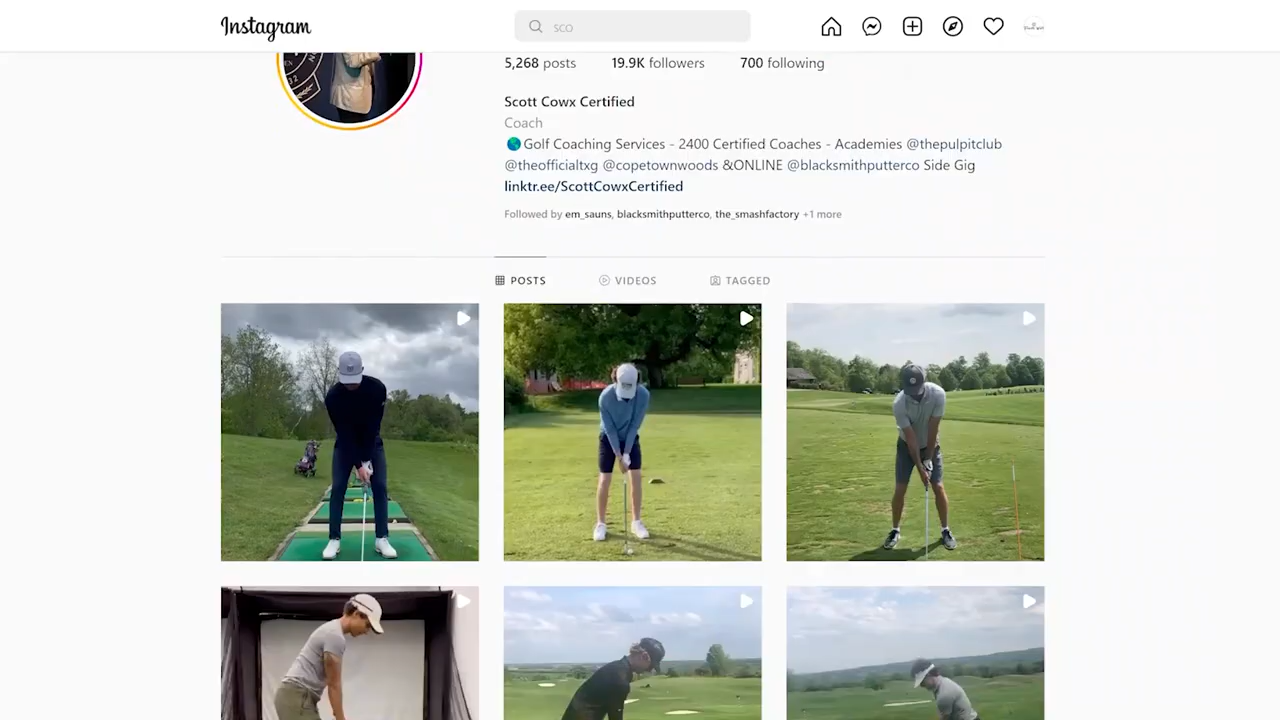 Instagram
SCO
5,268 posts 19.9K followers 700 following
Scott Cowx Certified
Coach
🌎Golf Coaching Services - 2400 Certified Coaches - Academies @thepulpitclub
@theofficialtxg @copetownwoods &ONLINE @blacksmithputterco Side Gig
linktr.ee/ScottCowxCertified
Followed by em_sauns, blacksmithputterco, the_smashfactory +1 more
POSTS VIDEOS TAGGED